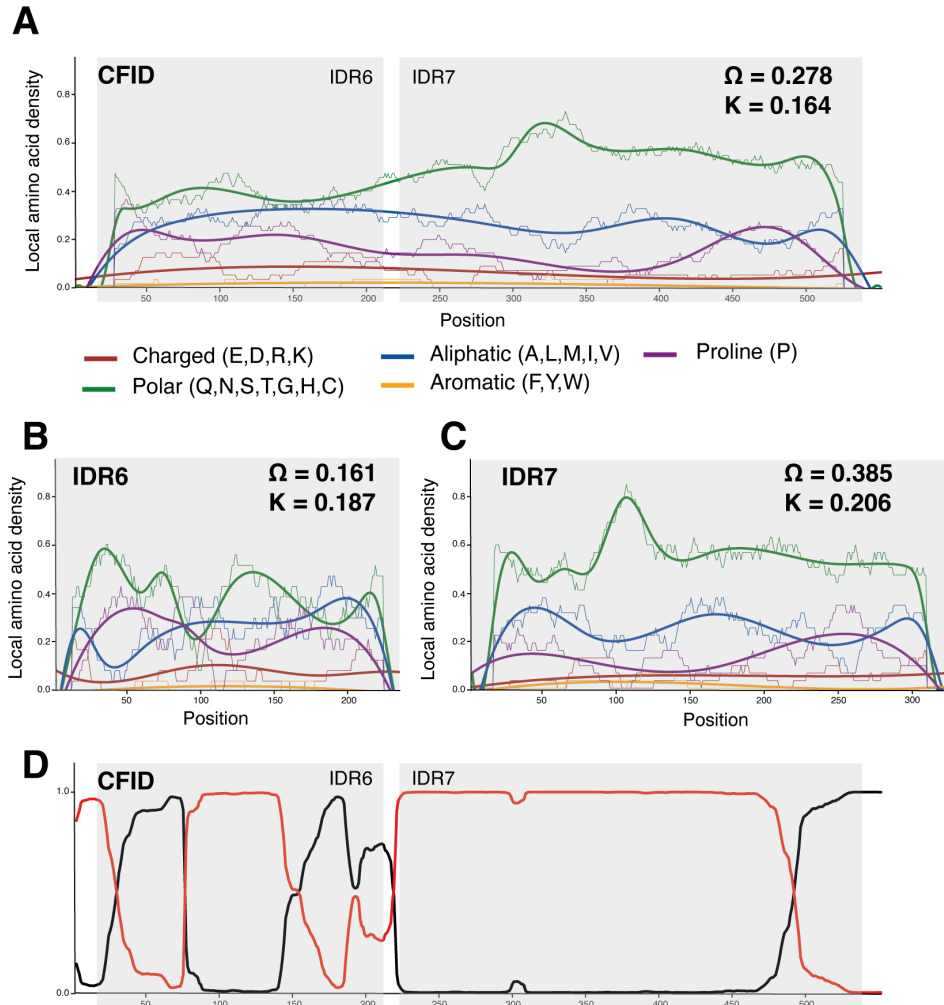 A
CFID
IDR6
IDR7
Ω = 0.278
K = 0.164
Local amino acid density
0.8
0.6
0.4
0.2
0.0
50 100 150 200 250 300 350 400 450 500
Position
Charged (E,D,R,K)
Aliphatic (A,L,M,I,V)
Proline (P)
Polar (Q,N,S,T,G,H,C)
Aromatic (F,Y,W)
B
IDR6
Ω = 0.161
K = 0.187
Local amino acid density
0.8
0.6
0.4
0.2
0.0
50 100 150 200
Position
C
IDR7
Ω = 0.385
K = 0.206
Local amino acid density
0.8
0.6
0.4
0.2
0.0
50 100 150 200 250 300
Position
D
CFID
IDR6
IDR7
1.0
0.0
50 100 150 200 250 300 350 400 450 500